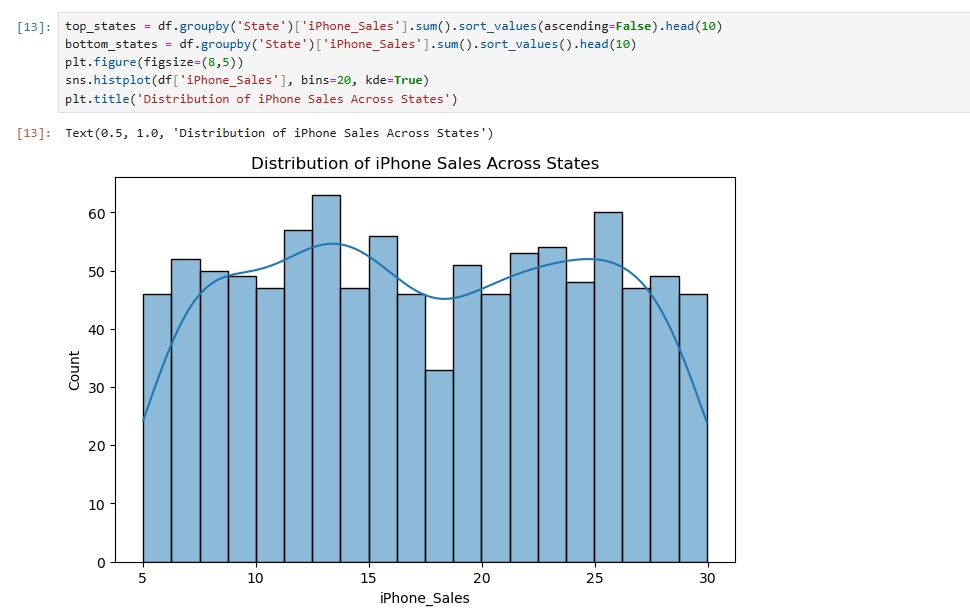 [13]: top_states = df.groupby('State')['iPhone_Sales'].sum().sort_values(ascending=False).head(10)
bottom_states = df.groupby('State')['iPhone_Sales'].sum().sort_values().head(10)
plt.figure(figsize=(8,5))
sns.histplot(df['iPhone_Sales'], bins=20, kde=True)
plt.title('Distribution of iPhone Sales Across States')
[13]: Text(0.5, 1.0, 'Distribution of iPhone Sales Across States')
Distribution of iPhone Sales Across States
60
50
40
30
20
10
0
Count
5 10 15 20 25 30
iPhone_Sales